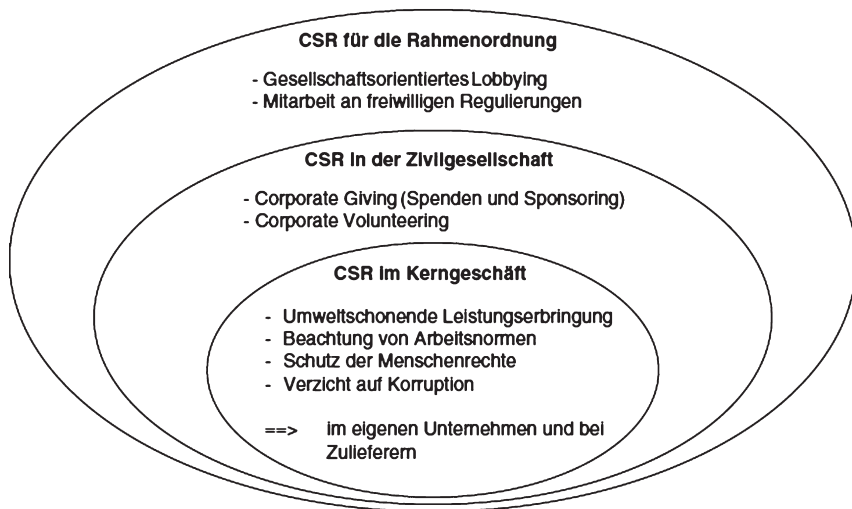 CSR für die Rahmenordnung
- Gesellschaftsorientiertes Lobbying
- Mitarbeit an freiwilligen Regulierungen
CSR in der Zivilgesellschaft
- Corporate Giving (Spenden und Sponsoring)
- Corporate Volunteering
CSR im Kerngeschäft
- Umweltschonende Leistungserbringung
- Beachtung von Arbeitsnormen
- Schutz der Menschenrechte
- Verzicht auf Korruption
==> im eigenen Unternehmen und bei
Zulieferern